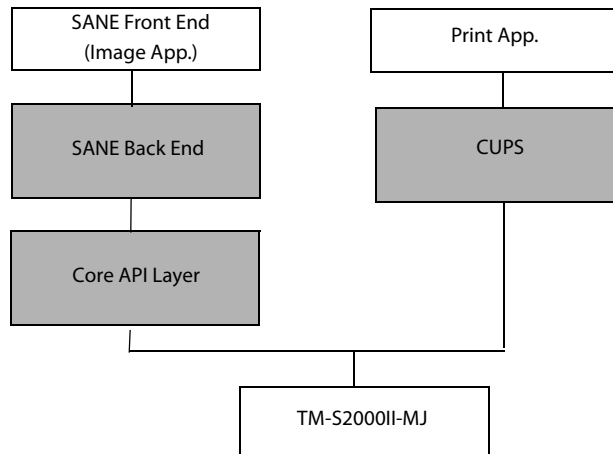 SANE Front End
(Image App.)
Print App.
SANE Back End
CUPS
Core API Layer
TM-S2000II-MJ